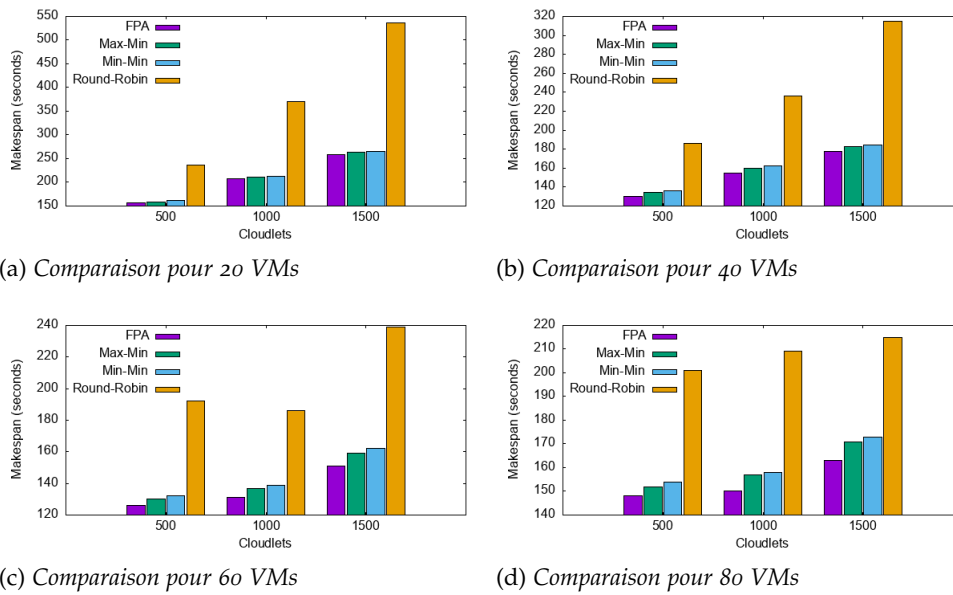 550
500
450
400
350
300
250
200
150
Makespan (seconds)
FPA
Max-Min
Min-Min
Round-Robin
500 1000 1500
Cloudlets
(a) Comparaison pour 20 VMs
320
300
280
260
240
220
200
180
160
140
120
Makespan (seconds)
FPA
Max-Min
Min-Min
Round-Robin
500 1000 1500
Cloudlets
(b) Comparaison pour 40 VMs
240
220
200
180
160
140
120
Makespan (seconds)
FPA
Max-Min
Min-Min
Round-Robin
500 1000 1500
Cloudlets
(c) Comparaison pour 60 VMs
220
210
200
190
180
170
160
150
140
Makespan (seconds)
FPA
Max-Min
Min-Min
Round-Robin
500 1000 1500
Cloudlets
(d) Comparaison pour 80 VMs